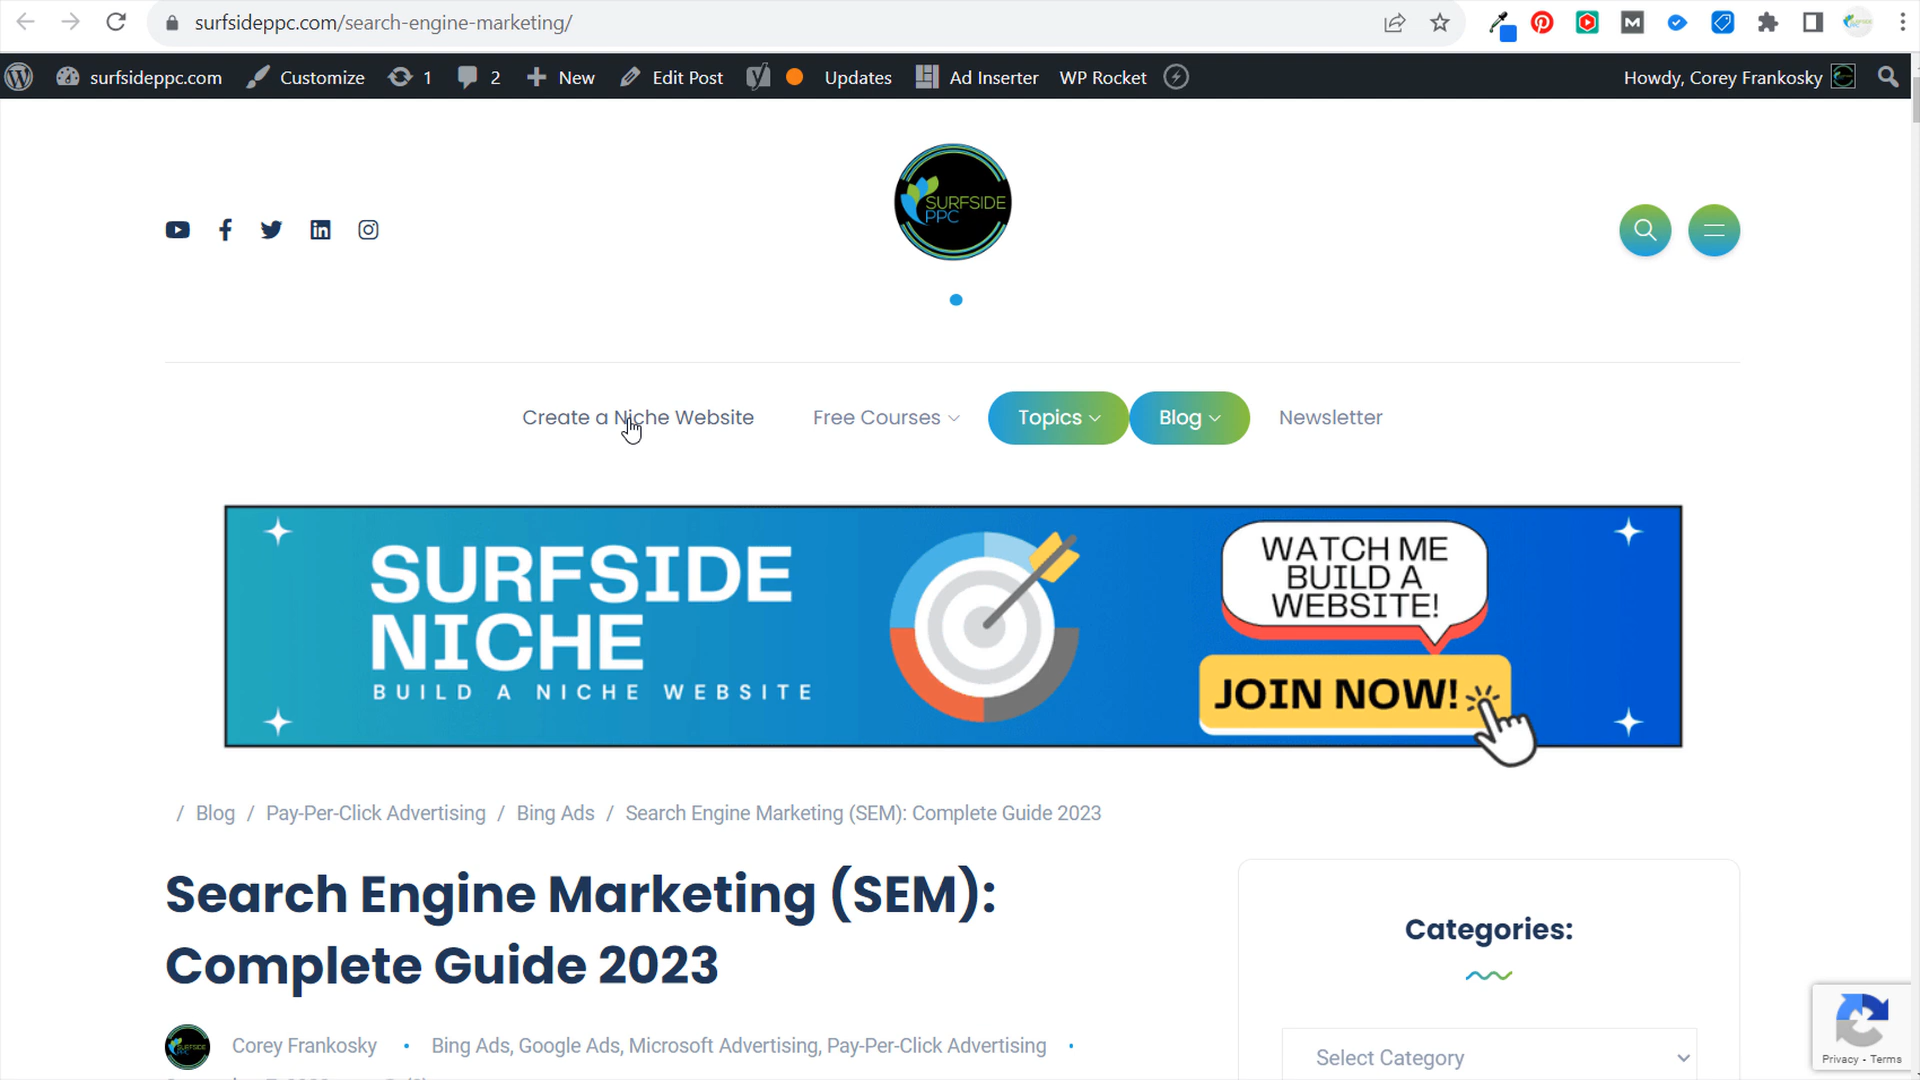 surfsideppc.com/search-engine-marketing/
surfsideppc.com Customize 1 2 New Edit Post Updates Ad Inserter WP Rocket Howdy, Corey Frankosky
SURFSIDE
PPC
Create a Niche Website Free Courses Topics Blog Newsletter
SURFSIDE
NICHE
BUILD A NICHE WEBSITE
WATCH ME
BUILD A
WEBSITE!
JOIN NOW!
/ Blog / Pay-Per-Click Advertising / Bing Ads / Search Engine Marketing (SEM): Complete Guide 2023
Search Engine Marketing (SEM):
Complete Guide 2023
Categories:
Corey Frankosky • Bing Ads, Google Ads, Microsoft Advertising, Pay-Per-Click Advertising •
Select Category
Privacy - Terms